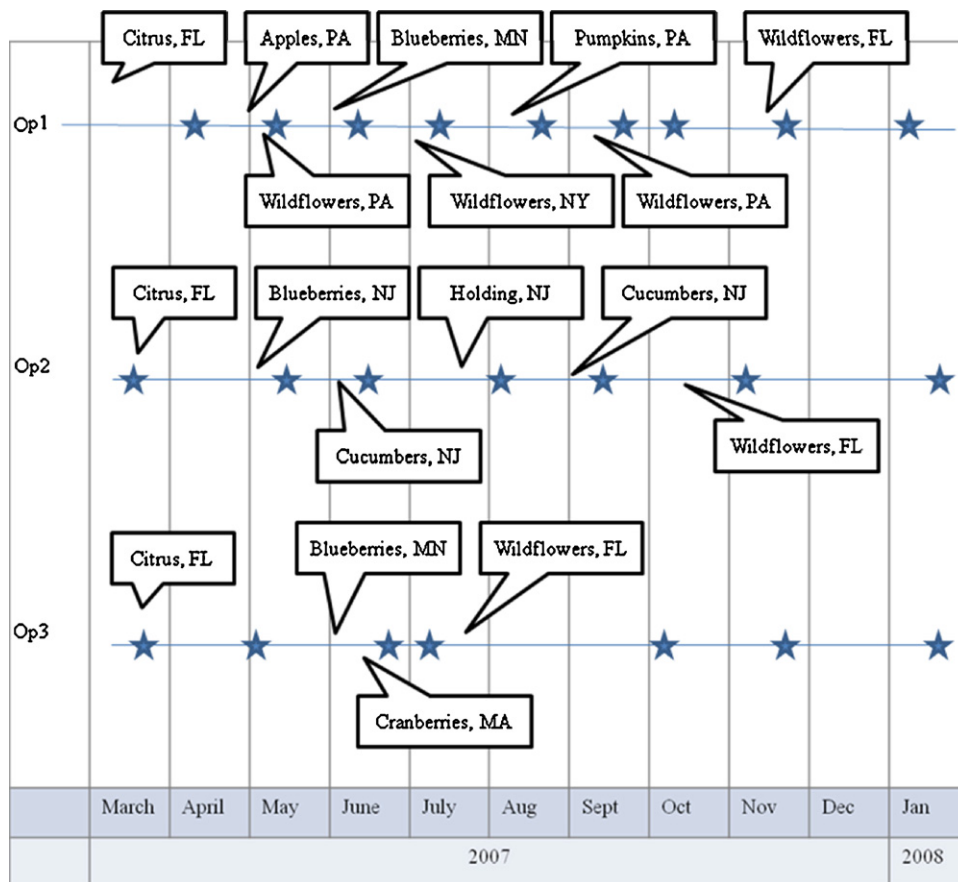 Citrus, FL
Apples, PA
Blueberries, MN
Pumpkins, PA
Wildflowers, FL
Op1
Wildflowers, PA
Wildflowers, NY
Wildflowers, PA
Citrus, FL
Blueberries, NJ
Holding, NJ
Cucumbers, NJ
Op2
Cucumbers, NJ
Wildflowers, FL
Citrus, FL
Blueberries, MN
Wildflowers, FL
Op3
Cranberries, MA
March April May June July Aug Sept Oct Nov Dec Jan
2007 2008